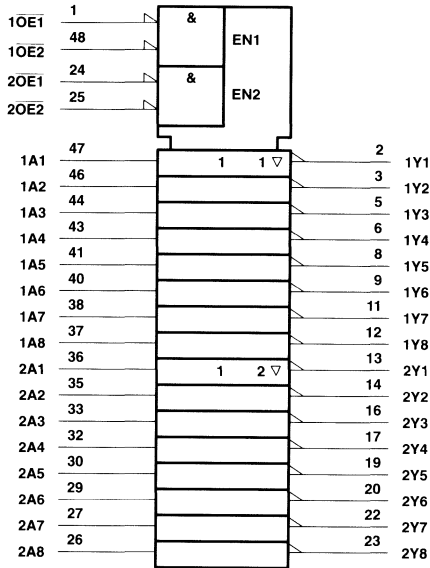 1OE1 1 & EN1
1OE2 48
2OE1 24 & EN2
2OE2 25
1A1 47 1 1 ▽ 2 1Y1
1A2 46 3 1Y2
1A3 44 5 1Y3
1A4 43 6 1Y4
1A5 41 8 1Y5
1A6 40 9 1Y6
1A7 38 11 1Y7
1A8 37 12 1Y8
2A1 36 1 2 ▽ 13 2Y1
2A2 35 14 2Y2
2A3 33 16 2Y3
2A4 32 17 2Y4
2A5 30 19 2Y5
2A6 29 20 2Y6
2A7 27 22 2Y7
2A8 26 23 2Y8